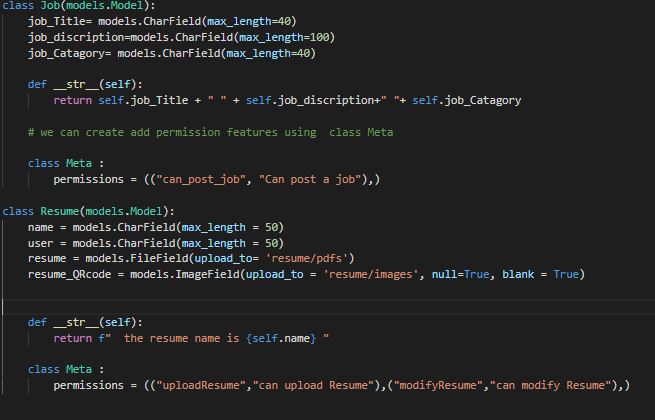 class Job(models.Model):
    job_Title= models.CharField(max_length=40)
    job_discription=models.CharField(max_length=100)
    job_Catagory= models.CharField(max_length=40)
    def __str__(self):
        return self.job_Title + " " + self.job_discription+" "+ self.job_Catagory
    # we can create add permission features using  class Meta
    class Meta :
        permissions = (("can_post_job", "Can post a job"),)
class Resume(models.Model):
    name = models.CharField(max_length = 50)
    user = models.CharField(max_length = 50)
    resume = models.FileField(upload_to= 'resume/pdfs')
    resume_QRcode = models.ImageField(upload_to = 'resume/images', null=True, blank = True)
    def __str__(self):
        return f"  the resume name is {self.name} "
    class Meta :
        permissions = (("uploadResume","can upload Resume"),("modifyResume","can modify Resume"),)